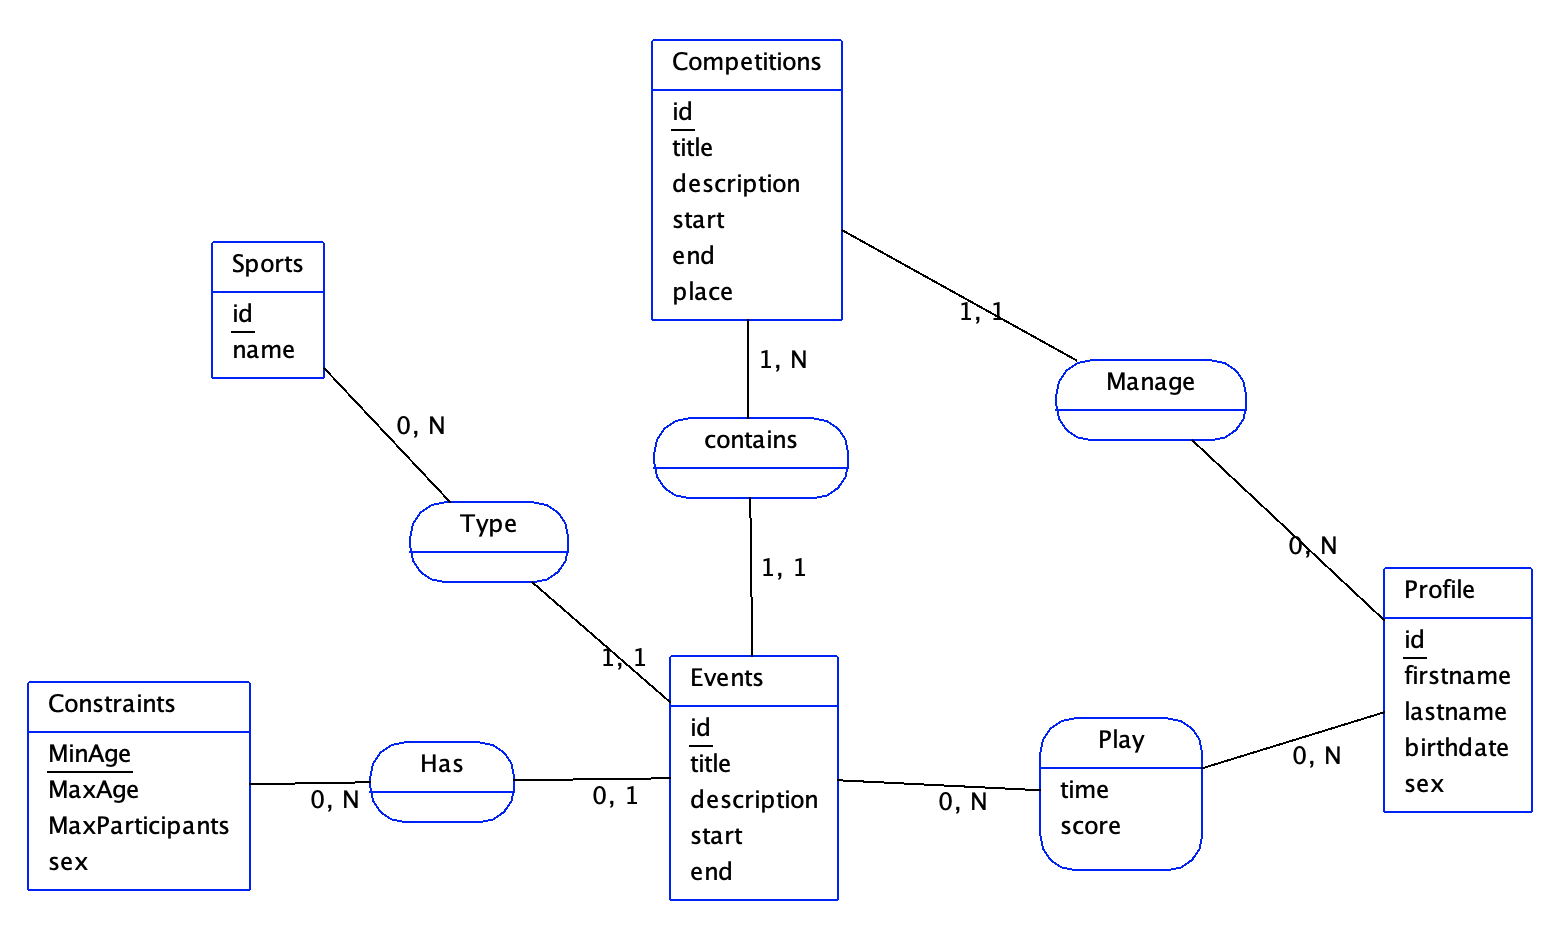 Competitions
id
title
description
start
end
place
Sports
id
name
1, 1
1, N
Manage
0, N
contains
Type
0, N
1, 1
Profile
id
firstname
lastname
birthdate
sex
1, 1
Events
id
title
description
start
end
Constraints
MinAge
MaxAge
MaxParticipants
sex
Has
0, N
0, 1
Play
time
score
0, N
0, N